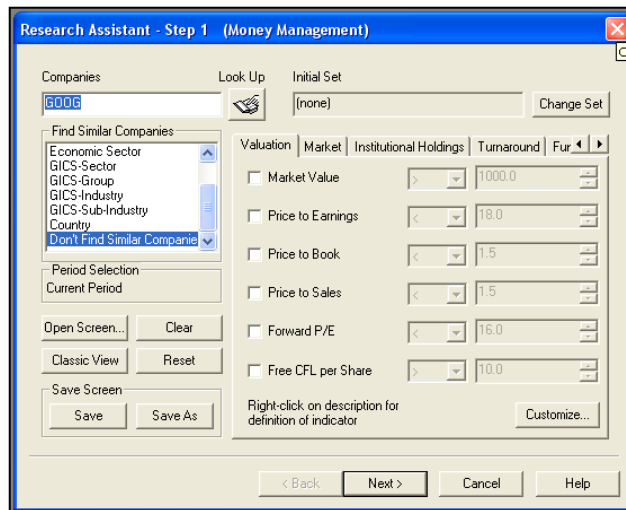 Research Assistant - Step 1 (Money Management)
Companies
Look Up
Initial Set
GOOG
(none)
Change Set
Find Similar Companies
Economic Sector
GICS-Sector
GICS-Group
GICS-Industry
GICS-Sub-Industry
Country
Don't Find Similar Companie
Period Selection
Current Period
Open Screen...
Clear
Classic View
Reset
Save Screen
Save
Save As
Valuation
Market
Institutional Holdings
Turnaround
Fur
Market Value
>
1000.0
Price to Earnings
<
18.0
Price to Book
<
1.5
Price to Sales
<
1.5
Forward P/E
<
16.0
Free CFL per Share
>
10.0
Right-click on description for
definition of indicator
Customize...
< Back
Next >
Cancel
Help